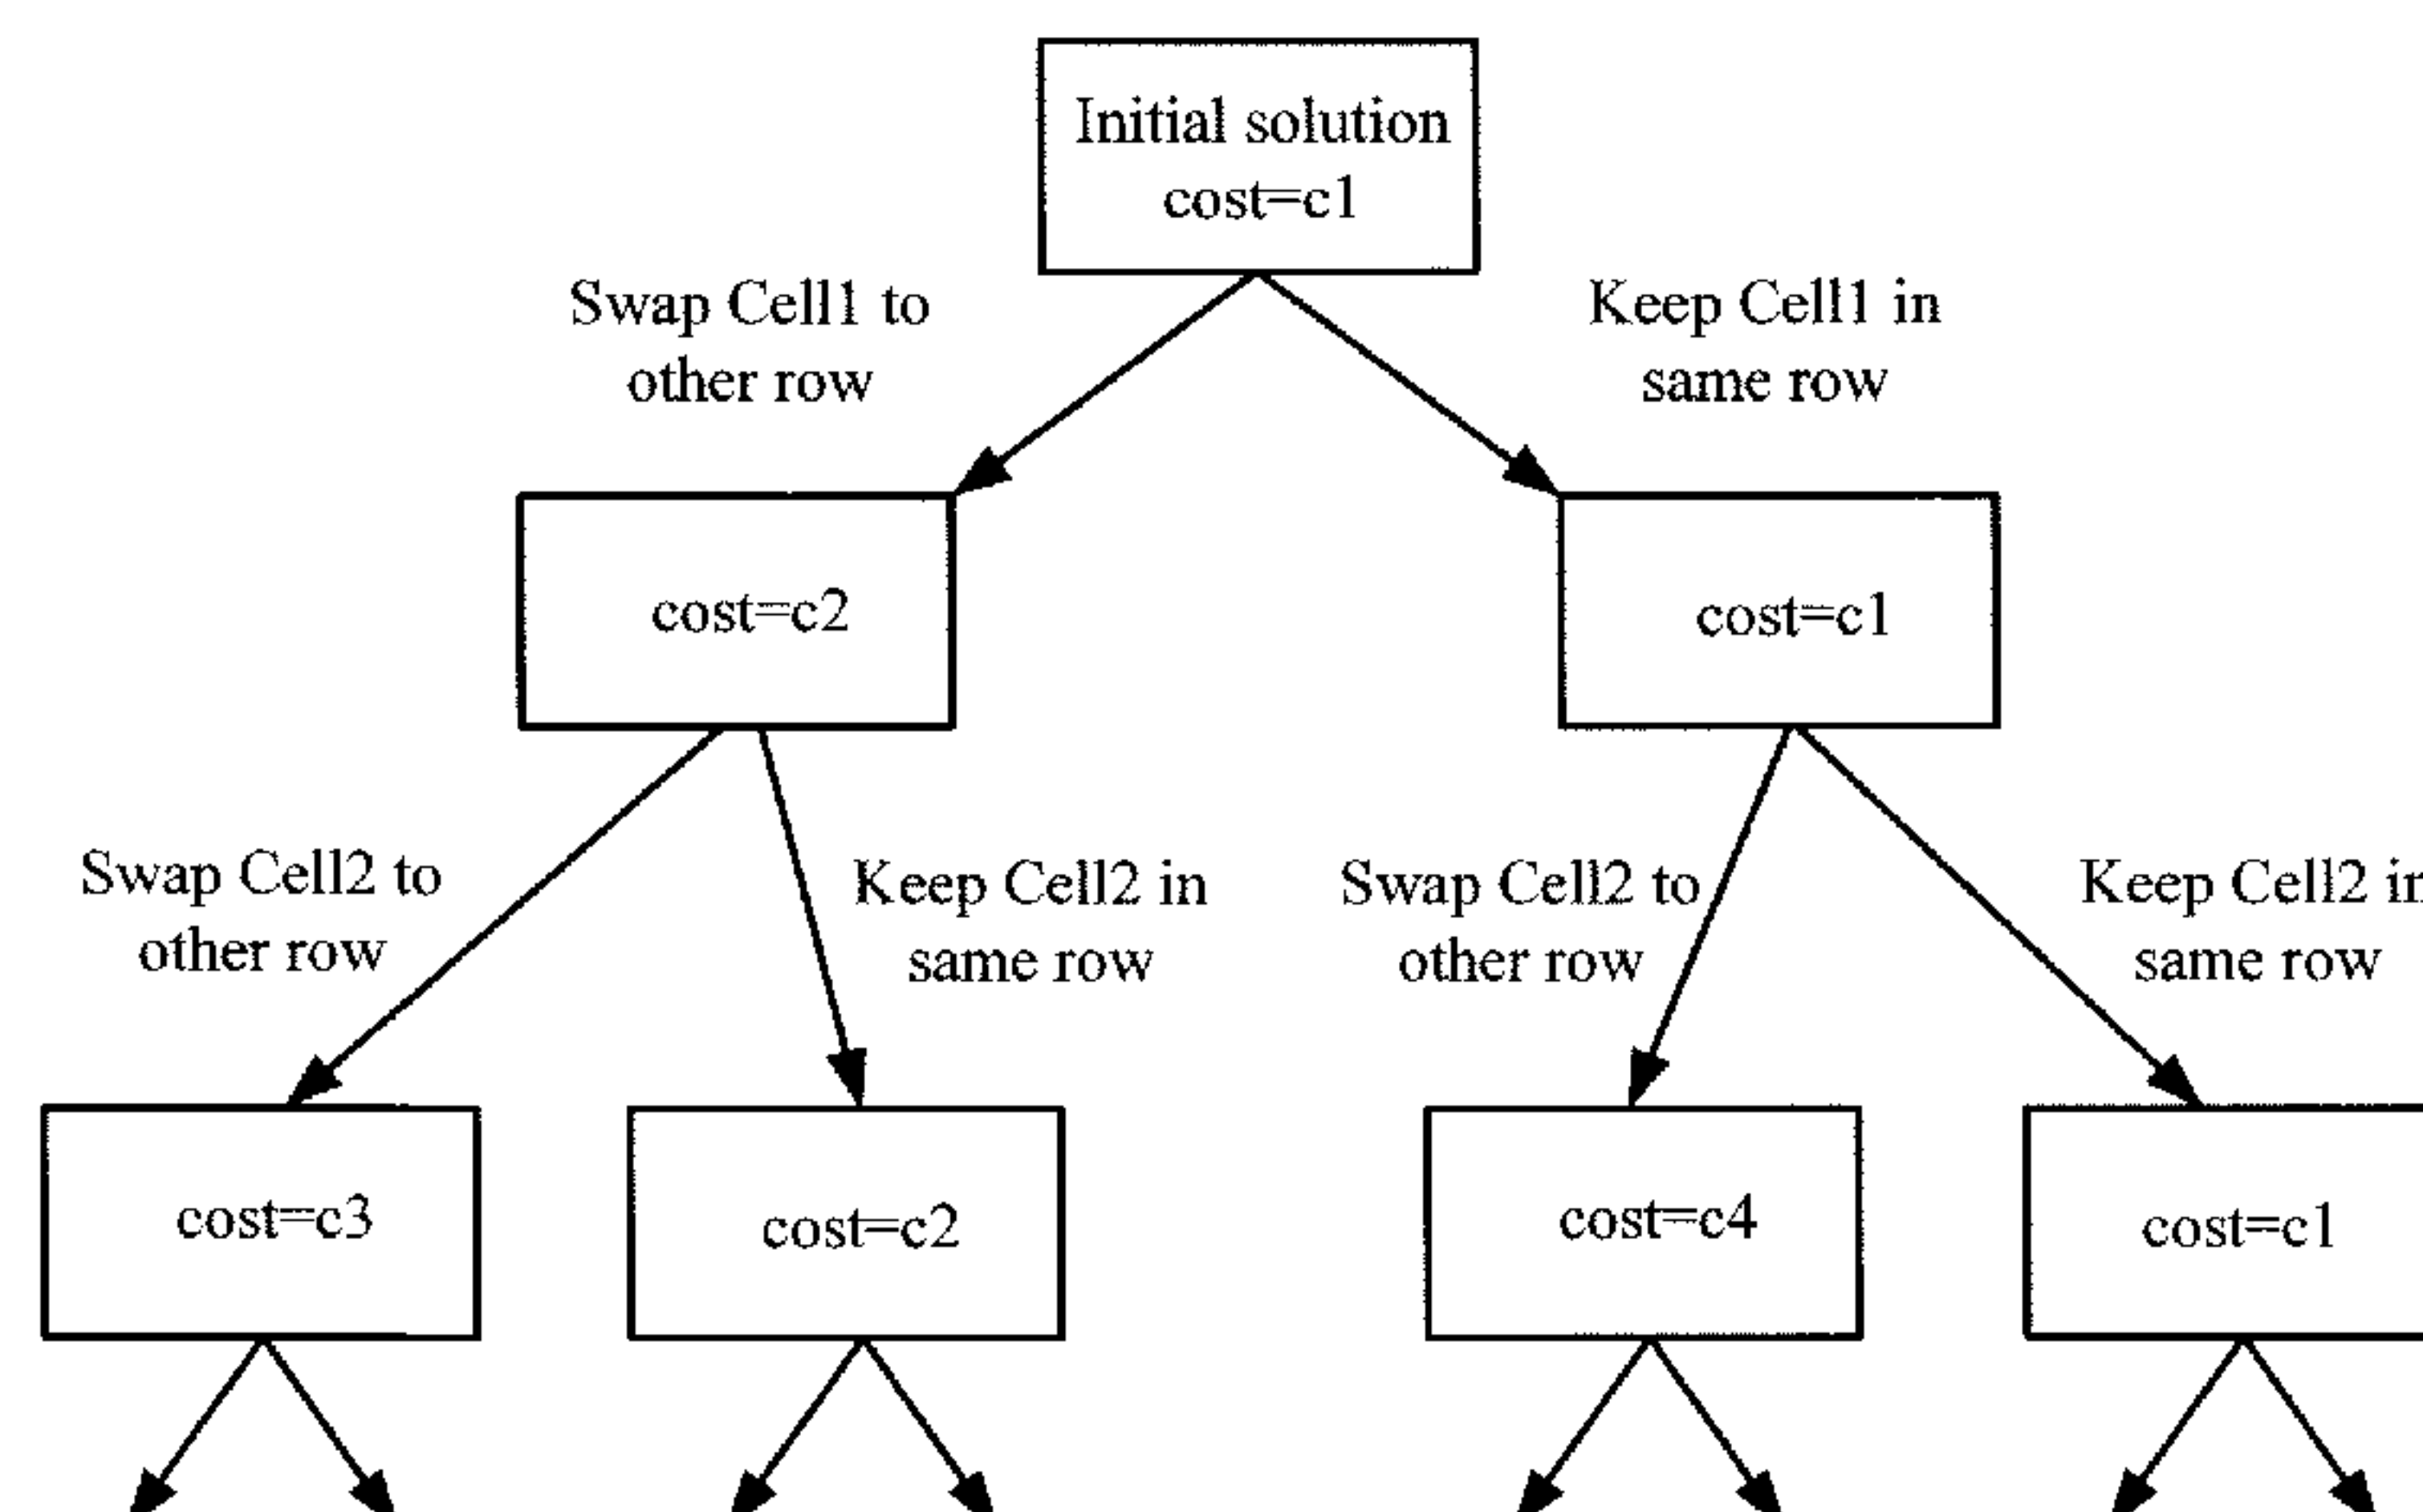 Initial solution
cost=c1
Swap Cell1 to
other row
Keep Cell1 in
same row
cost=c2
cost=c1
Swap Cell2 to
other row
Keep Cell2 in
same row
Swap Cell2 to
other row
Keep Cell2 in
same row
cost=c3
cost=c2
cost=c4
cost=c1